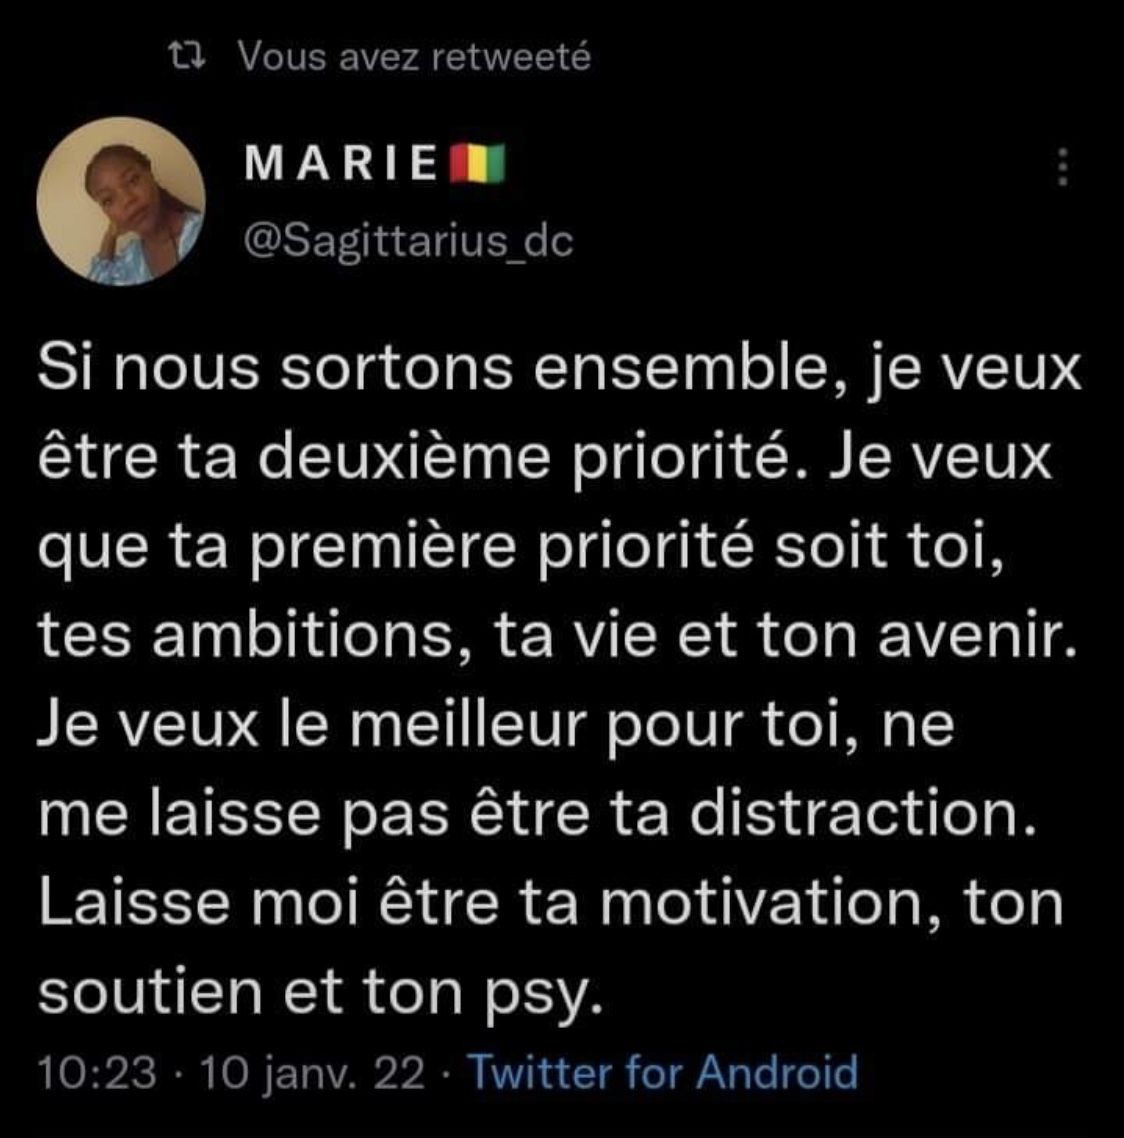 Vous avez retweeté
MARIE🇬🇳
@Sagittarius_dc
Si nous sortons ensemble, je veux
être ta deuxième priorité. Je veux
que ta première priorité soit toi,
tes ambitions, ta vie et ton avenir.
Je veux le meilleur pour toi, ne
me laisse pas être ta distraction.
Laisse moi être ta motivation, ton
soutien et ton psy.
10:23 · 10 janv. 22 · Twitter for Android